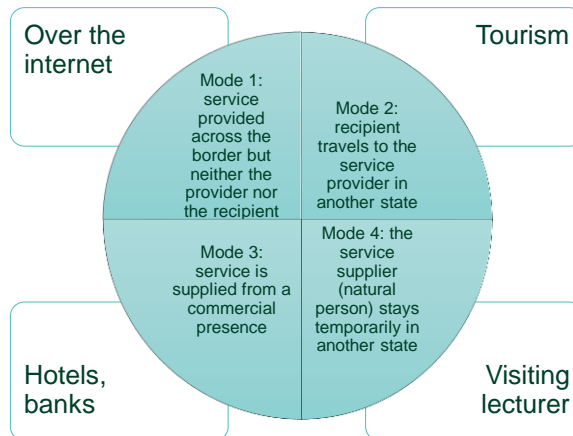 Over the
internet
Tourism
Mode 1:
service
provided
across the
border but
neither the
provider nor
the recipient
Mode 2:
recipient
travels to the
service
provider in
another state
Mode 3:
service is
supplied from a
commercial
presence
Mode 4: the
service
supplier
(natural
person) stays
temporarily in
another state
Hotels,
banks
Visiting
lecturer